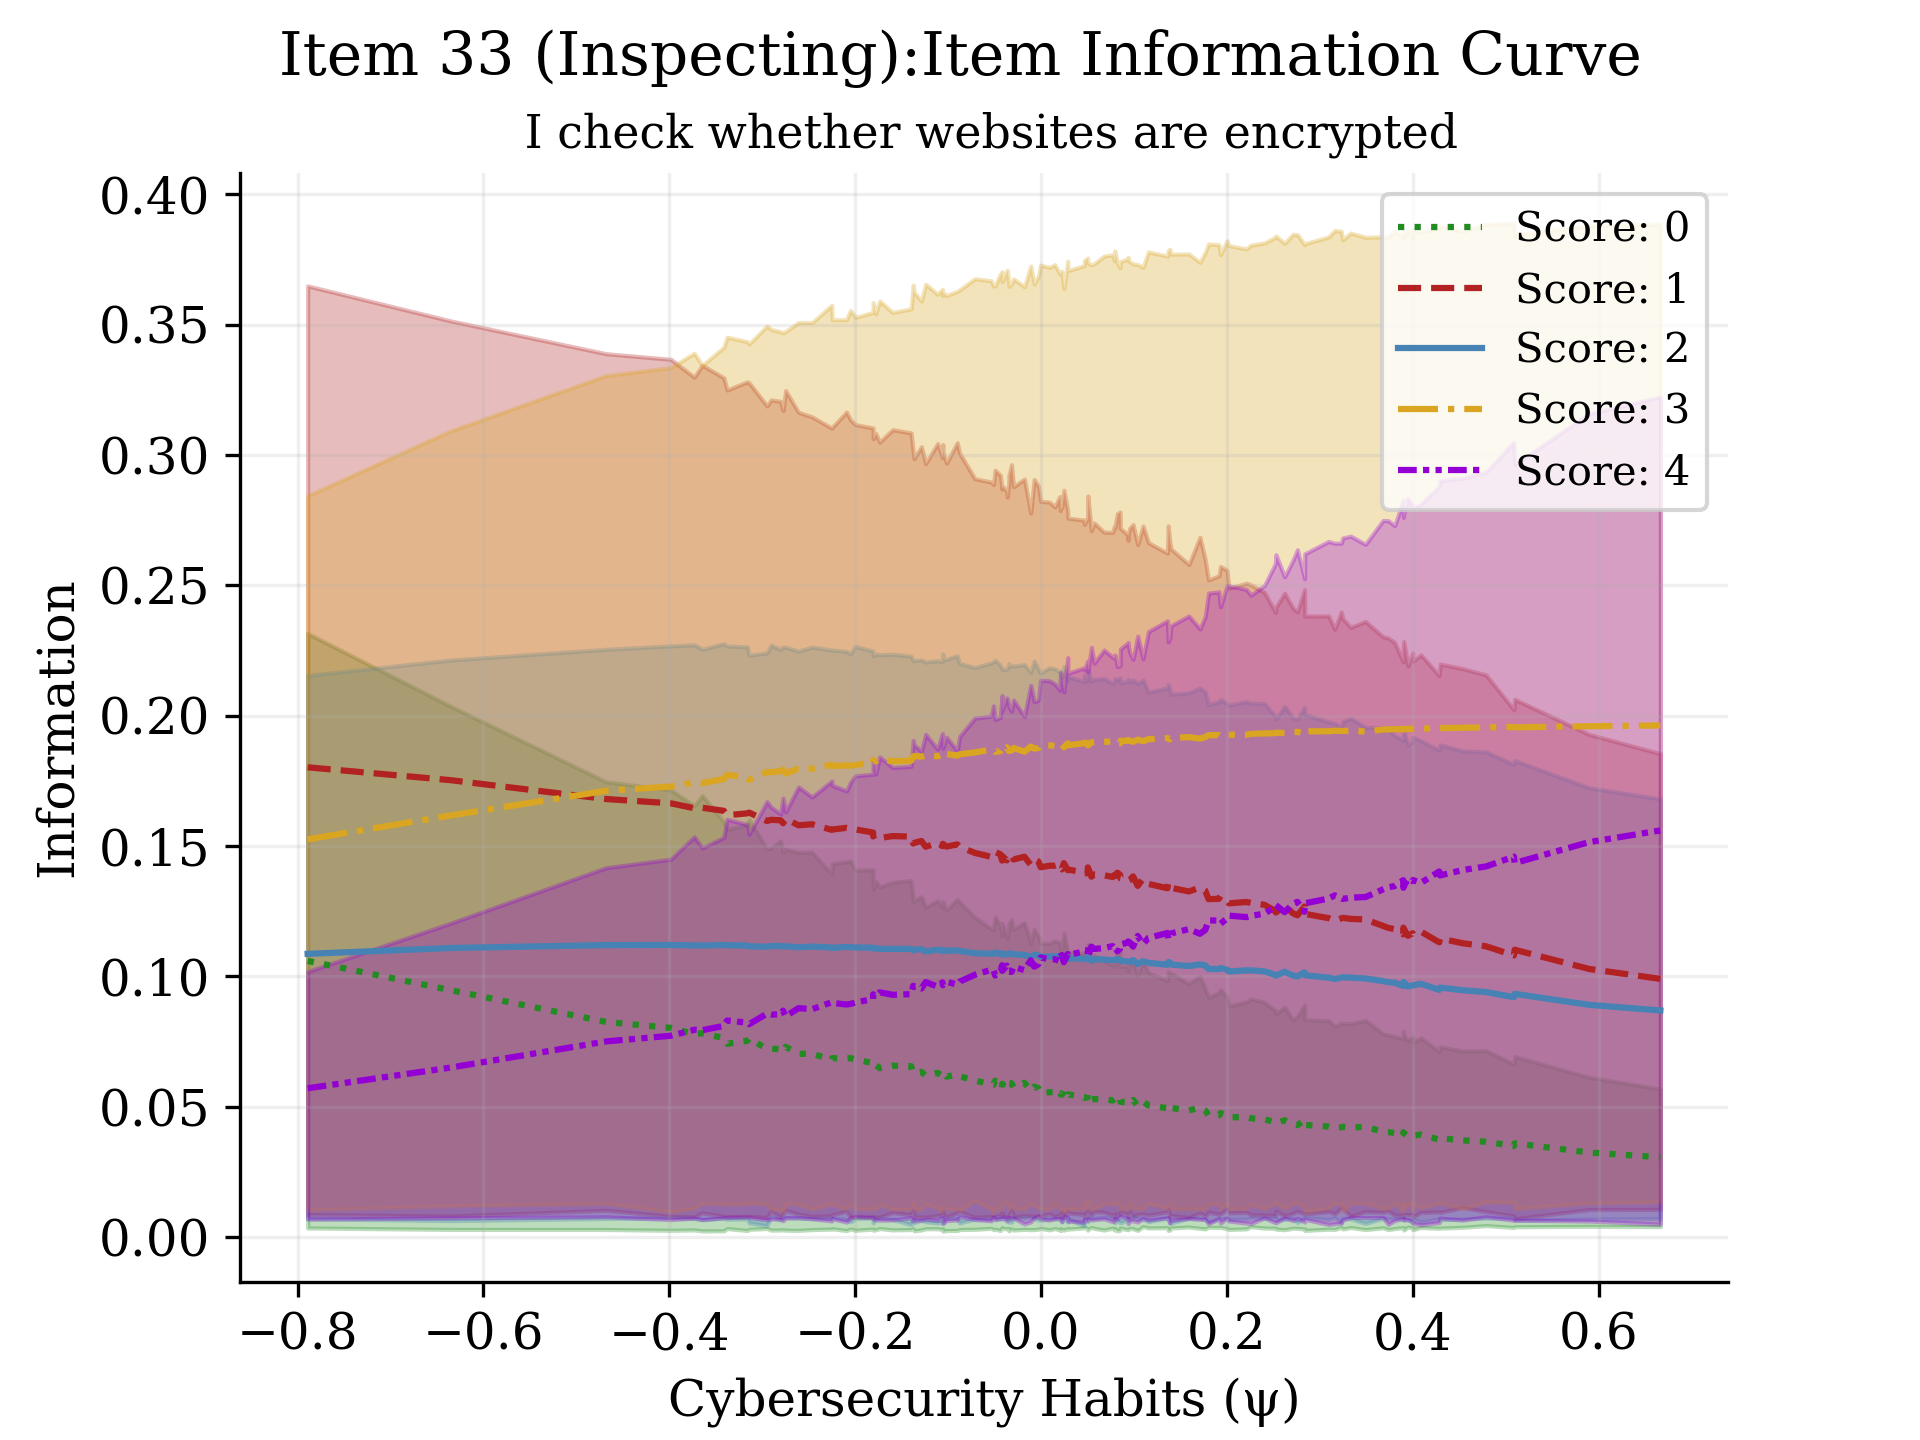 Item 33 (Inspecting):Item Information Curve
I check whether websites are encrypted
0.40
0.35
0.30
0.25
0.20
0.15
0.10
0.05
0.00
Information
Score: 0
Score: 1
Score: 2
Score: 3
Score: 4
−0.8 −0.6 −0.4 −0.2 0.0 0.2 0.4 0.6
Cybersecurity Habits (ψ)